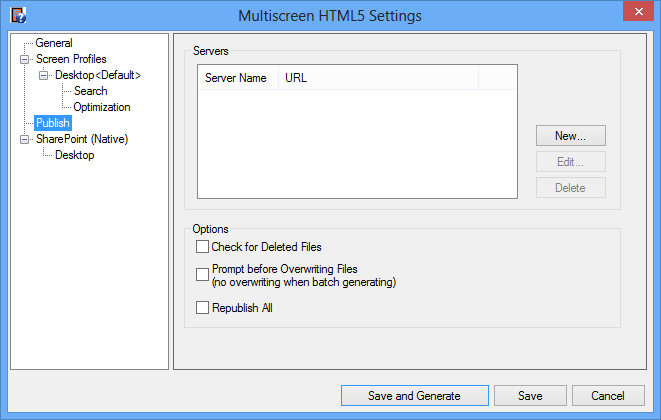 Multiscreen HTML5 Settings
General
Screen Profiles
Desktop<Default>
Search
Optimization
Publish
SharePoint (Native)
Desktop
Servers
Server Name URL
New...
Edit...
Delete
Options
Check for Deleted Files
Prompt before Overwriting Files
(no overwriting when batch generating)
Republish All
Save and Generate Save Cancel